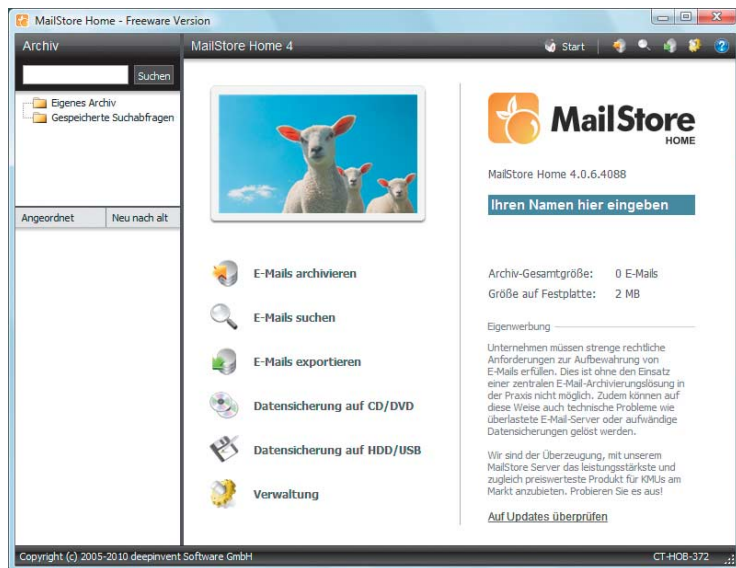 MailStore Home - Freeware Version
Archiv
MailStore Home 4
Start
Suchen
Eigenes Archiv
Gespeicherte Suchabfragen
Angeordnet
Neu nach alt
E-Mails archivieren
E-Mails suchen
E-Mails exportieren
Datensicherung auf CD/DVD
Datensicherung auf HDD/USB
Verwaltung
MailStore
HOME
MailStore Home 4.0.6.4088
Ihren Namen hier eingeben
Archiv-Gesamtgröße: 0 E-Mails
Größe auf Festplatte: 2 MB
Eigenwerbung
Unternehmen müssen strenge rechtliche
Anforderungen zur Aufbewahrung von
E-Mails erfüllen. Dies ist ohne den Einsatz
einer zentralen E-Mail-Archivierungslösung in
der Praxis nicht möglich. Zudem können auf
diese Weise auch technische Probleme wie
überlastete E-Mail-Server oder aufwändige
Datensicherungen gelöst werden.
Wir sind der Überzeugung, mit unserem
MailStore Server das leistungsstärkste und
zugleich preiswerteste Produkt für KMUs am
Markt anzubieten. Probieren Sie es aus!
Auf Updates überprüfen
Copyright (c) 2005-2010 deepinvent Software GmbH
CT-HOB-372